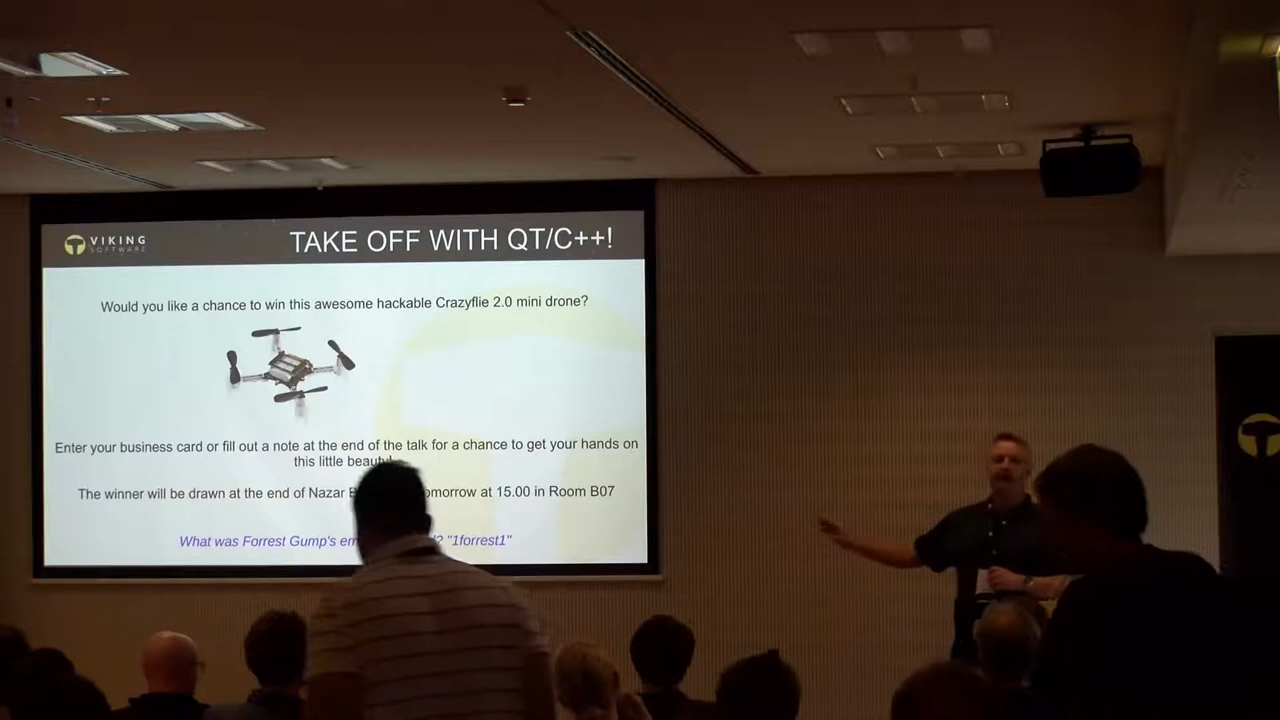 VIKING
SOFTWARE
TAKE OFF WITH QT/C++!
Would you like a chance to win this awesome hackable Crazyflie 2.0 mini drone?
Enter your business card or fill out a note at the end of the talk for a chance to get your hands on
this little beauty!
The winner will be drawn at the end of Nazar tomorrow at 15.00 in Room B07
What was Forrest Gump's "1forrest1"